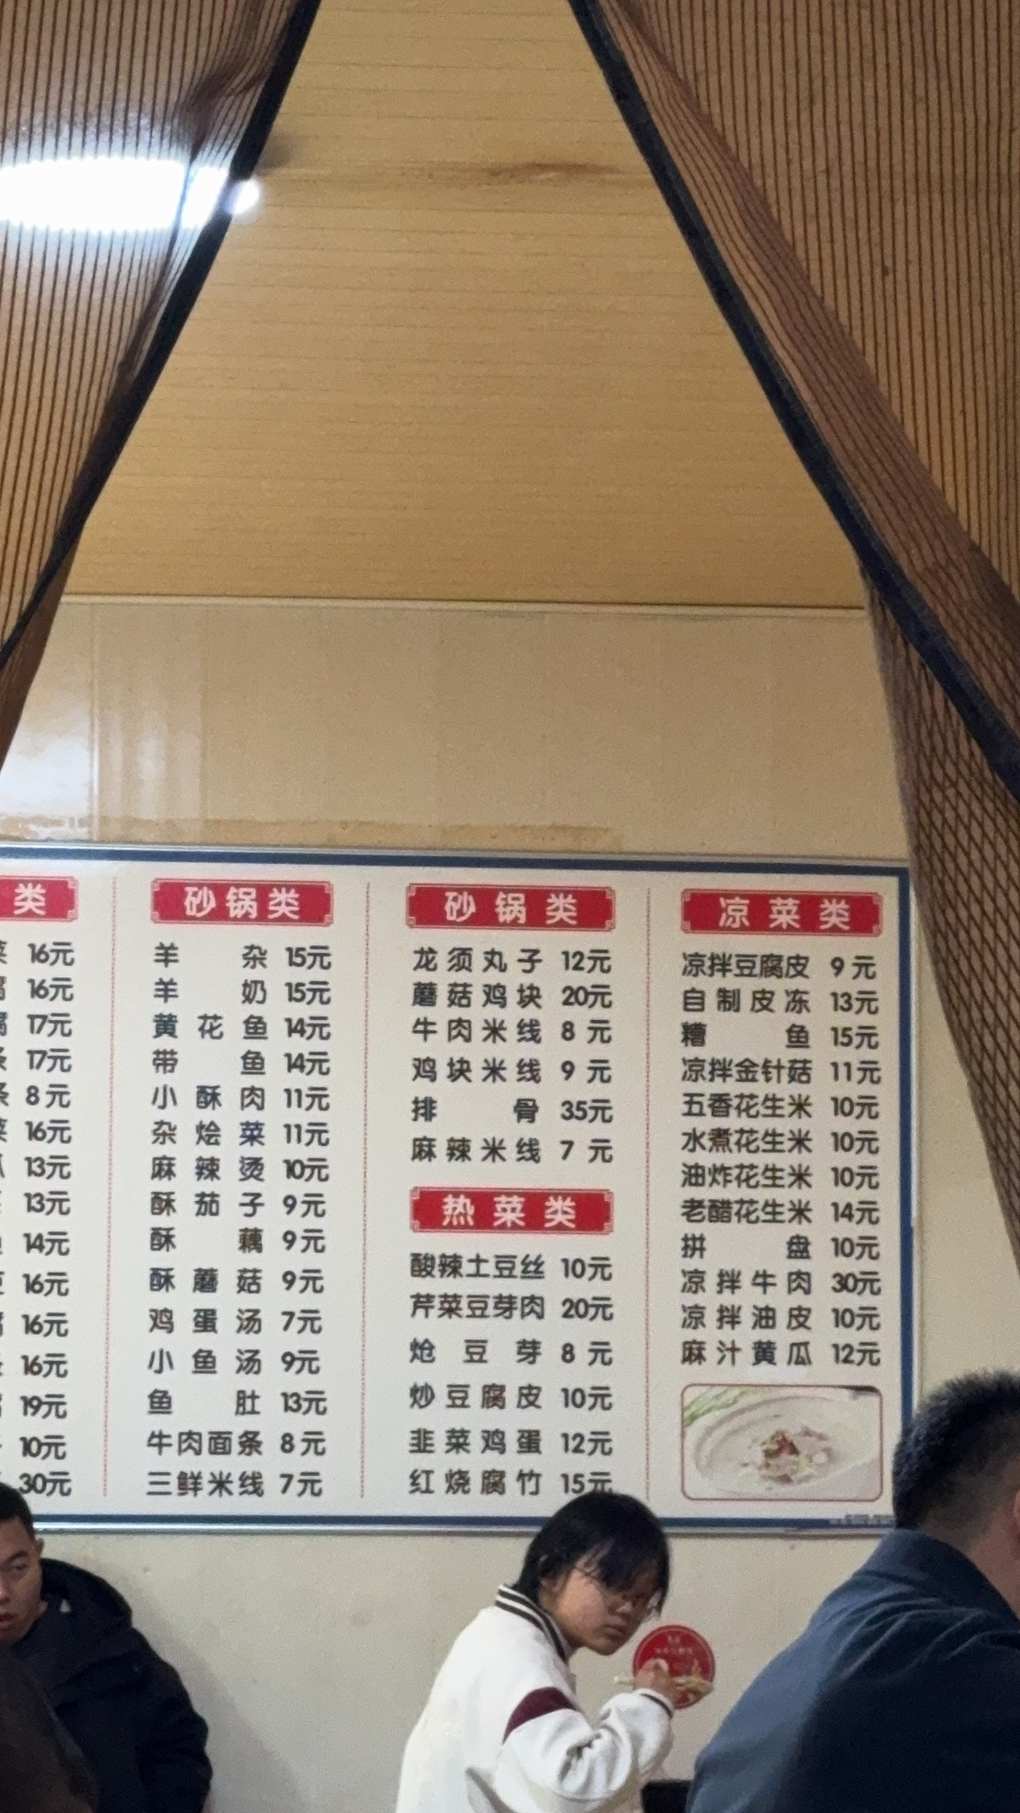 类
16元
16元
17元
17元
8元
16元
13元
13元
14元
16元
16元
16元
19元
10元
30元
砂锅类
羊杂 15元
羊奶 15元
黄花鱼 14元
带鱼 14元
小酥肉 11元
杂烩菜 11元
麻辣烫 10元
酥茄子 9元
酥藕 9元
酥蘑菇 9元
鸡蛋汤 7元
小鱼汤 9元
鱼肚 13元
牛肉面条 8元
三鲜米线 7元
砂锅类
龙须丸子 12元
蘑菇鸡块 20元
牛肉米线 8元
鸡块米线 9元
排骨 35元
麻辣米线 7元
热菜类
酸辣土豆丝 10元
芹菜豆芽肉 20元
炝豆芽 8元
炒豆腐皮 10元
韭菜鸡蛋 12元
红烧腐竹 15元
凉菜类
凉拌豆腐皮 9元
自制皮冻 13元
糟鱼 15元
凉拌金针菇 11元
五香花生米 10元
水煮花生米 10元
油炸花生米 10元
老醋花生米 14元
拼盘 10元
凉拌牛肉 30元
凉拌油皮 10元
麻汁黄瓜 12元